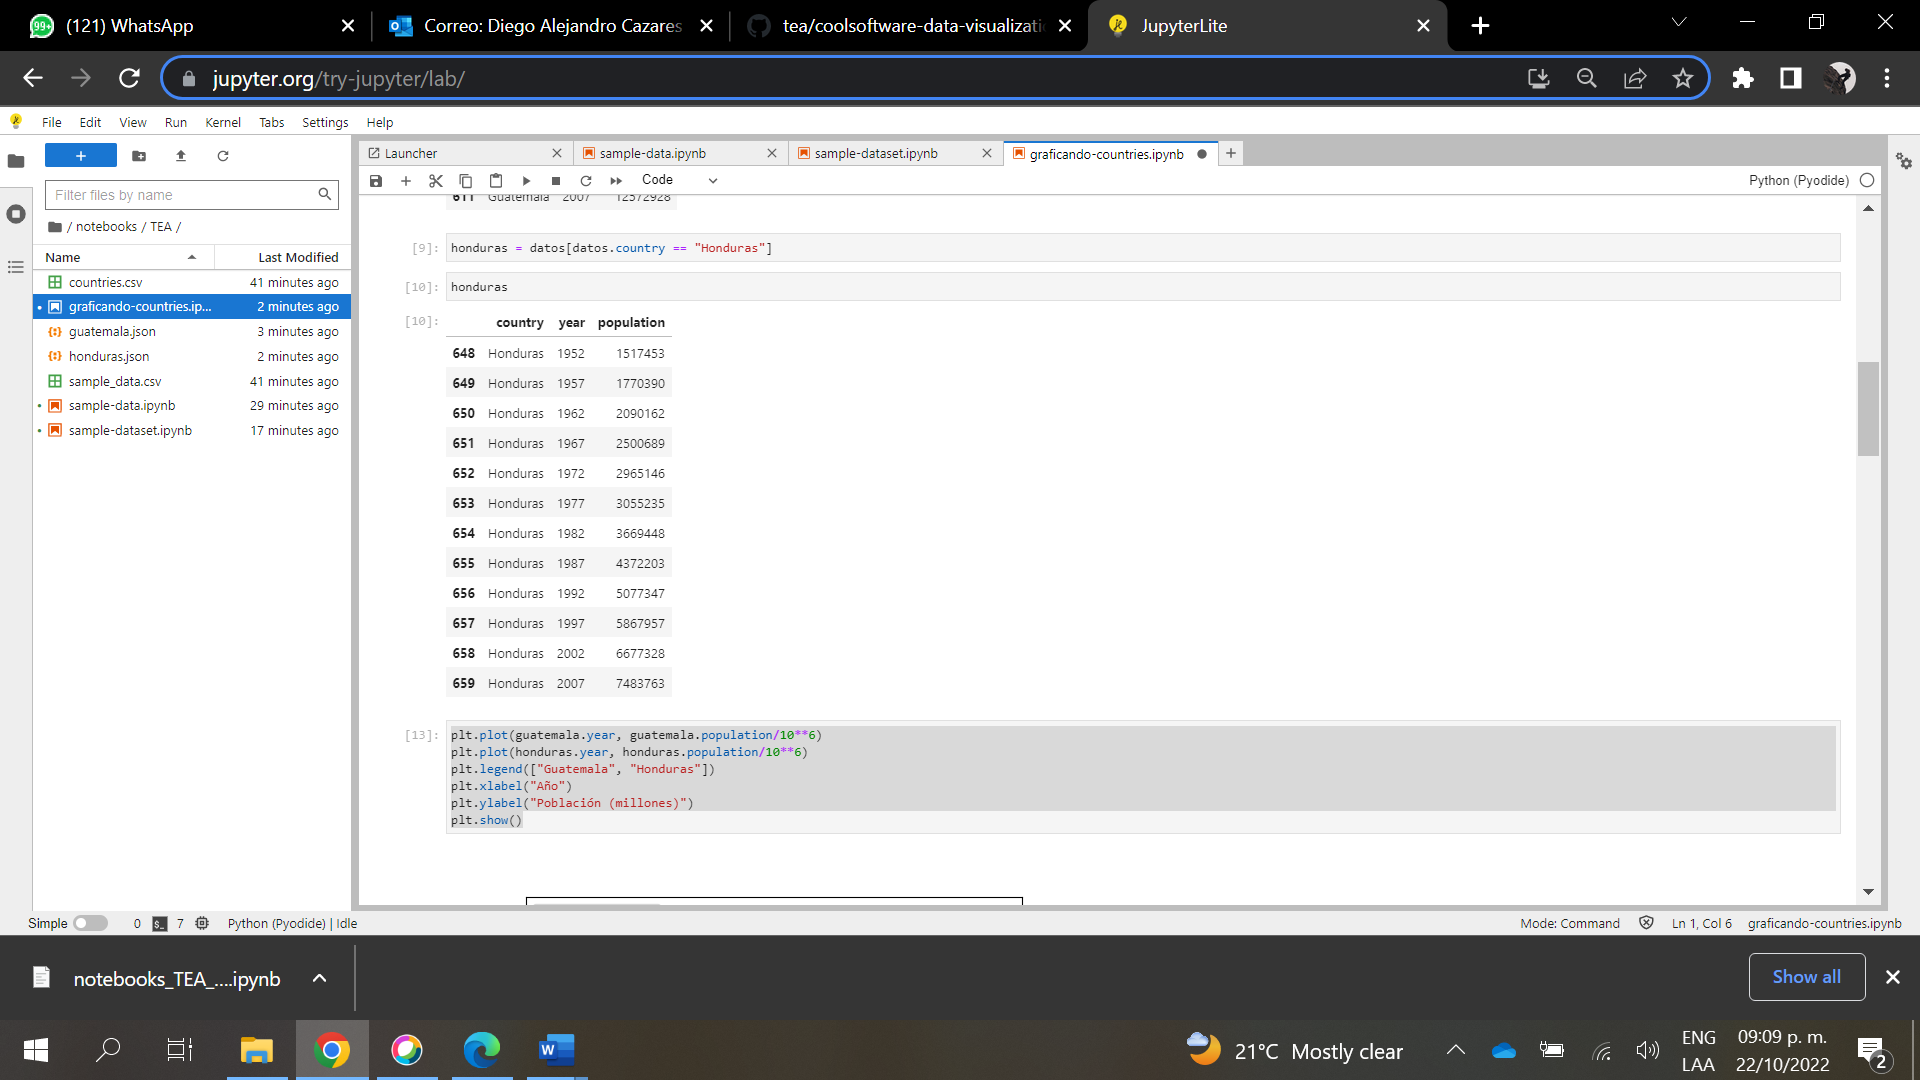 (121) WhatsApp
Correo: Diego Alejandro Cazares
tea/coolsoftware-data-visualizati
JupyterLite
jupyter.org/try-jupyter/lab/
File Edit View Run Kernel Tabs Settings Help
Launcher
sample-data.ipynb
sample-dataset.ipynb
graficando-countries.ipynb
Filter files by name
Code
Python (Pyodide)
/ notebooks / TEA /
Name Last Modified
countries.csv 41 minutes ago
graficando-countries.ip... 2 minutes ago
guatemala.json 3 minutes ago
honduras.json 2 minutes ago
sample_data.csv 41 minutes ago
sample-data.ipynb 29 minutes ago
sample-dataset.ipynb 17 minutes ago
611 Guatemala 2007 12572928
[9]: honduras = datos[datos.country == "Honduras"]
[10]: honduras
[10]: country year population
648 Honduras 1952 1517453
649 Honduras 1957 1770390
650 Honduras 1962 2090162
651 Honduras 1967 2500689
652 Honduras 1972 2965146
653 Honduras 1977 3055235
654 Honduras 1982 3669448
655 Honduras 1987 4372203
656 Honduras 1992 5077347
657 Honduras 1997 5867957
658 Honduras 2002 6677328
659 Honduras 2007 7483763
[13]: plt.plot(guatemala.year, guatemala.population/10**6)
plt.plot(honduras.year, honduras.population/10**6)
plt.legend(["Guatemala", "Honduras"])
plt.xlabel("Año")
plt.ylabel("Población (millones)")
plt.show()
Simple 0 7 Python (Pyodide) | Idle
Mode: Command Ln 1, Col 6 graficando-countries.ipynb
notebooks_TEA_....ipynb
Show all
21°C Mostly clear
ENG
LAA
09:09 p. m.
22/10/2022
2